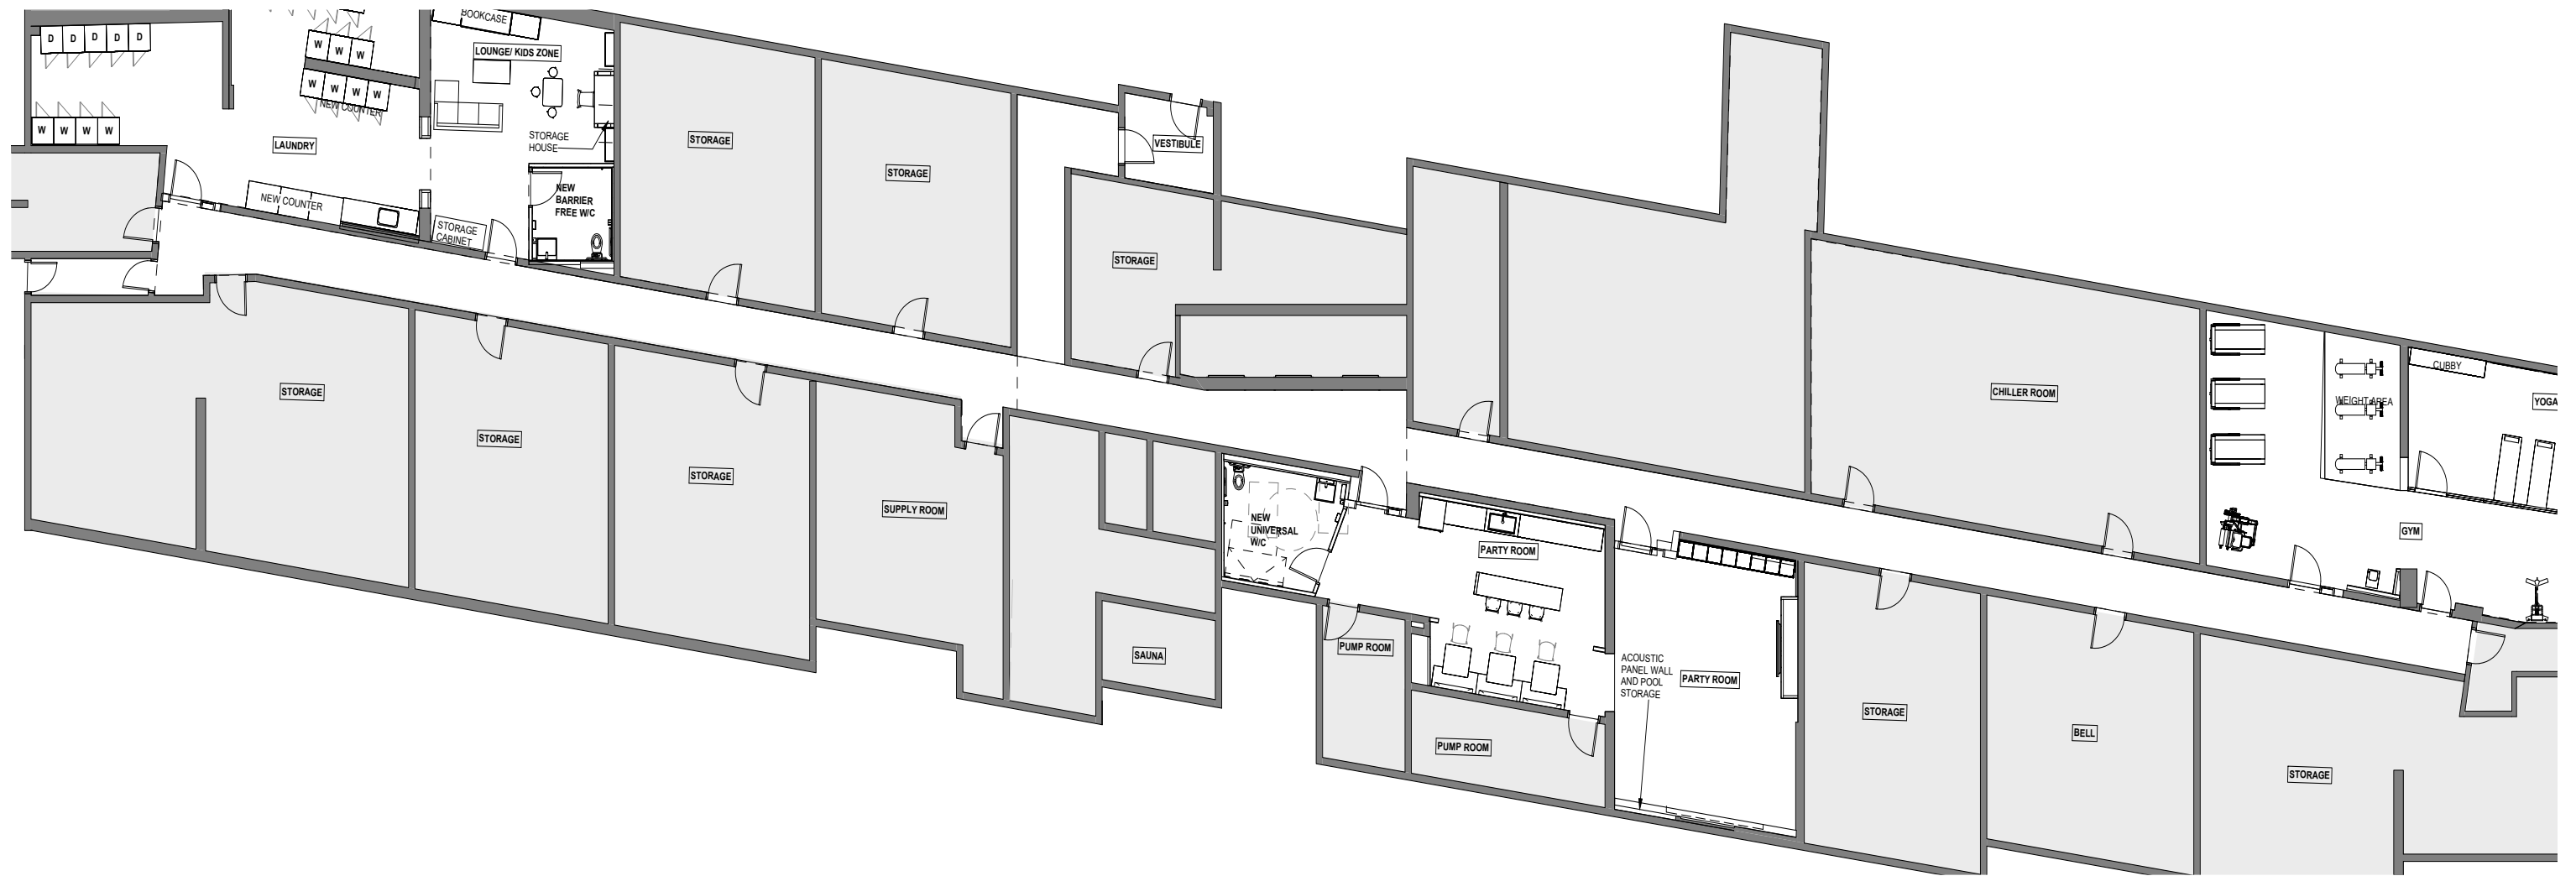 BOOKCASE
D D D D D
W W W
LOUNGE/ KIDS ZONE
W W W W
NEW COUNTER
W W W W
STORAGE
HOUSE
LAUNDRY
STORAGE
VESTIBULE
STORAGE
NEW
BARRIER
FREE W/C
NEW COUNTER
STORAGE
CABINET
STORAGE
CHILLER ROOM
CUBBY
WEIGHT AREA
YOGA
STORAGE
STORAGE
STORAGE
SUPPLY ROOM
NEW
UNIVERSAL
W/C
PARTY ROOM
GYM
SAUNA
PUMP ROOM
ACOUSTIC
PANEL WALL
AND POOL
STORAGE
PARTY ROOM
STORAGE
BELL
PUMP ROOM
STORAGE